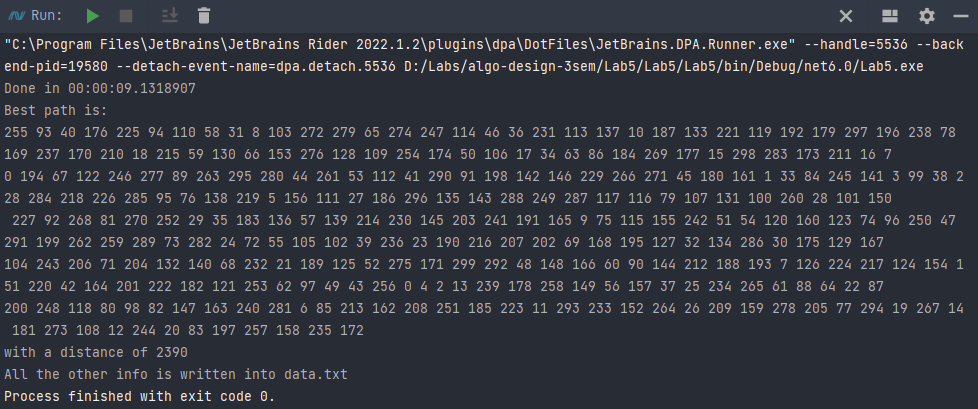 Run:
"C:\Program Files\JetBrains\JetBrains Rider 2022.1.2\plugins\dpa\DotFiles\JetBrains.DPA.Runner.exe" --handle=5536 --back
end-pid=19580 --detach-event-name=dpa.detach.5536 D:/Labs/algo-design-3sem/Lab5/Lab5/Lab5/bin/Debug/net6.0/Lab5.exe
Done in 00:00:09.1318907
Best path is:
255 93 40 176 225 94 110 58 31 8 103 272 279 65 274 247 114 46 36 231 113 137 10 187 133 221 119 192 179 297 196 238 78
169 237 170 210 18 215 59 130 66 153 276 128 109 254 174 50 106 17 34 63 86 184 269 177 15 298 283 173 211 16 7
0 194 67 122 246 277 89 263 295 280 44 261 53 112 41 290 91 198 142 146 229 266 271 45 180 161 1 33 84 245 141 3 99 38 2
28 284 218 226 285 95 76 138 219 5 156 111 27 186 296 135 143 288 249 287 117 116 79 107 131 100 260 28 101 150
227 92 268 81 270 252 29 35 183 136 57 139 214 230 145 203 241 191 165 9 75 115 155 242 51 54 120 160 123 74 96 250 47
291 199 262 259 289 73 282 24 72 55 105 102 39 236 23 190 216 207 202 69 168 195 127 32 134 286 30 175 129 167
104 243 206 71 204 132 140 68 232 21 189 125 52 275 171 299 292 48 148 166 60 90 144 212 188 193 7 126 224 217 124 154 1
51 220 42 164 201 222 182 121 253 62 97 49 43 256 0 4 2 13 239 178 258 149 56 157 37 25 234 265 61 88 64 22 87
200 248 118 80 98 82 147 163 240 281 6 85 213 162 208 251 185 223 11 293 233 152 264 26 209 159 278 205 77 294 19 267 14
181 273 108 12 244 20 83 197 257 158 235 172
with a distance of 2390
All the other info is written into data.txt
Process finished with exit code 0.